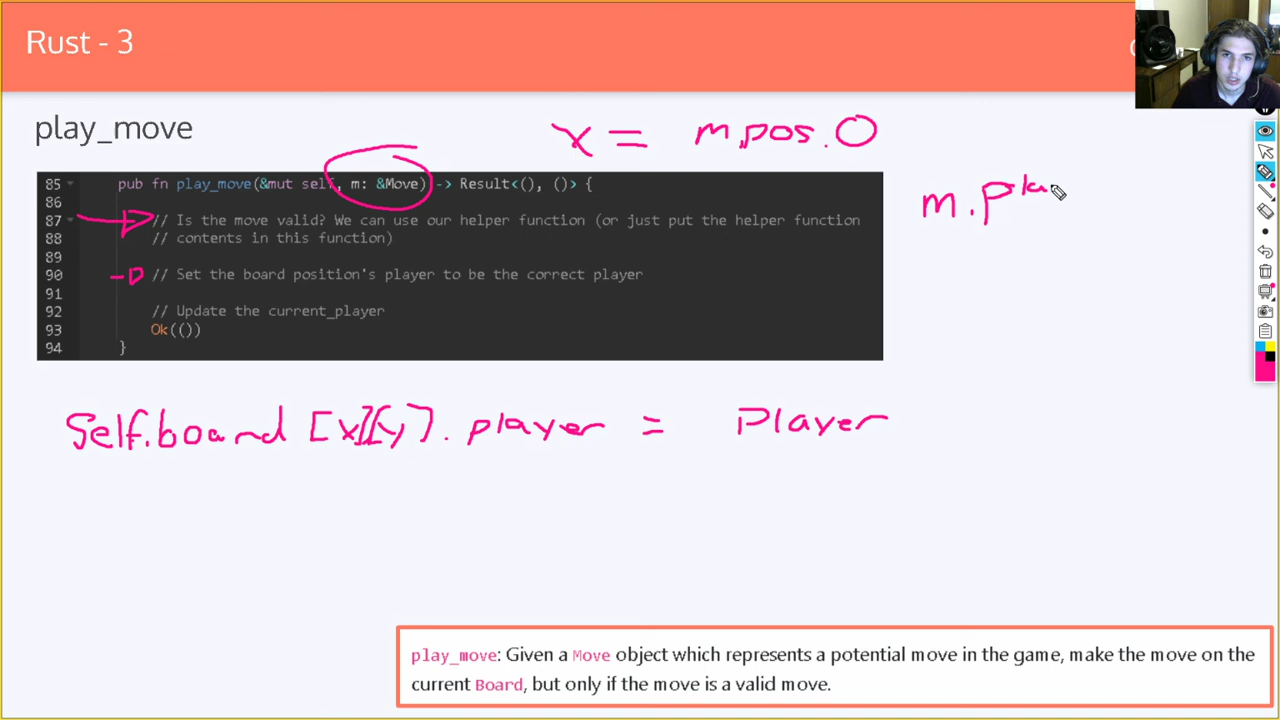 Rust - 3
play_move
x = m.pos.0
m.pla
85 pub fn play_move(&mut self, m: &Move) -> Result<(), ()> {
86
87 // Is the move valid? We can use our helper function (or just put the helper function
88 // contents in this function)
89
90 // Set the board position's player to be the correct player
91
92 // Update the current_player
93 Ok(())
94 }
Self.board [x][y]. player = Player
play_move: Given a Move object which represents a potential move in the game, make the move on the
current Board, but only if the move is a valid move.